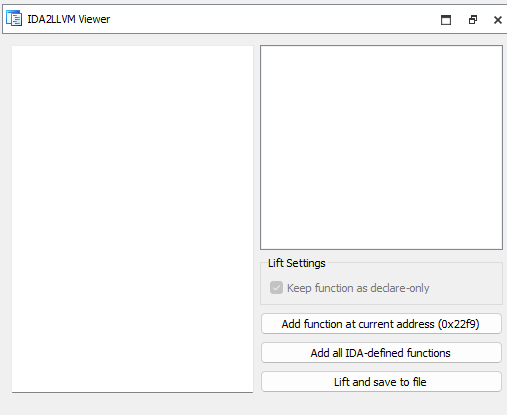 IDA2LLVM Viewer
Lift Settings
Keep function as declare-only
Add function at current address (0x22f9)
Add all IDA-defined functions
Lift and save to file